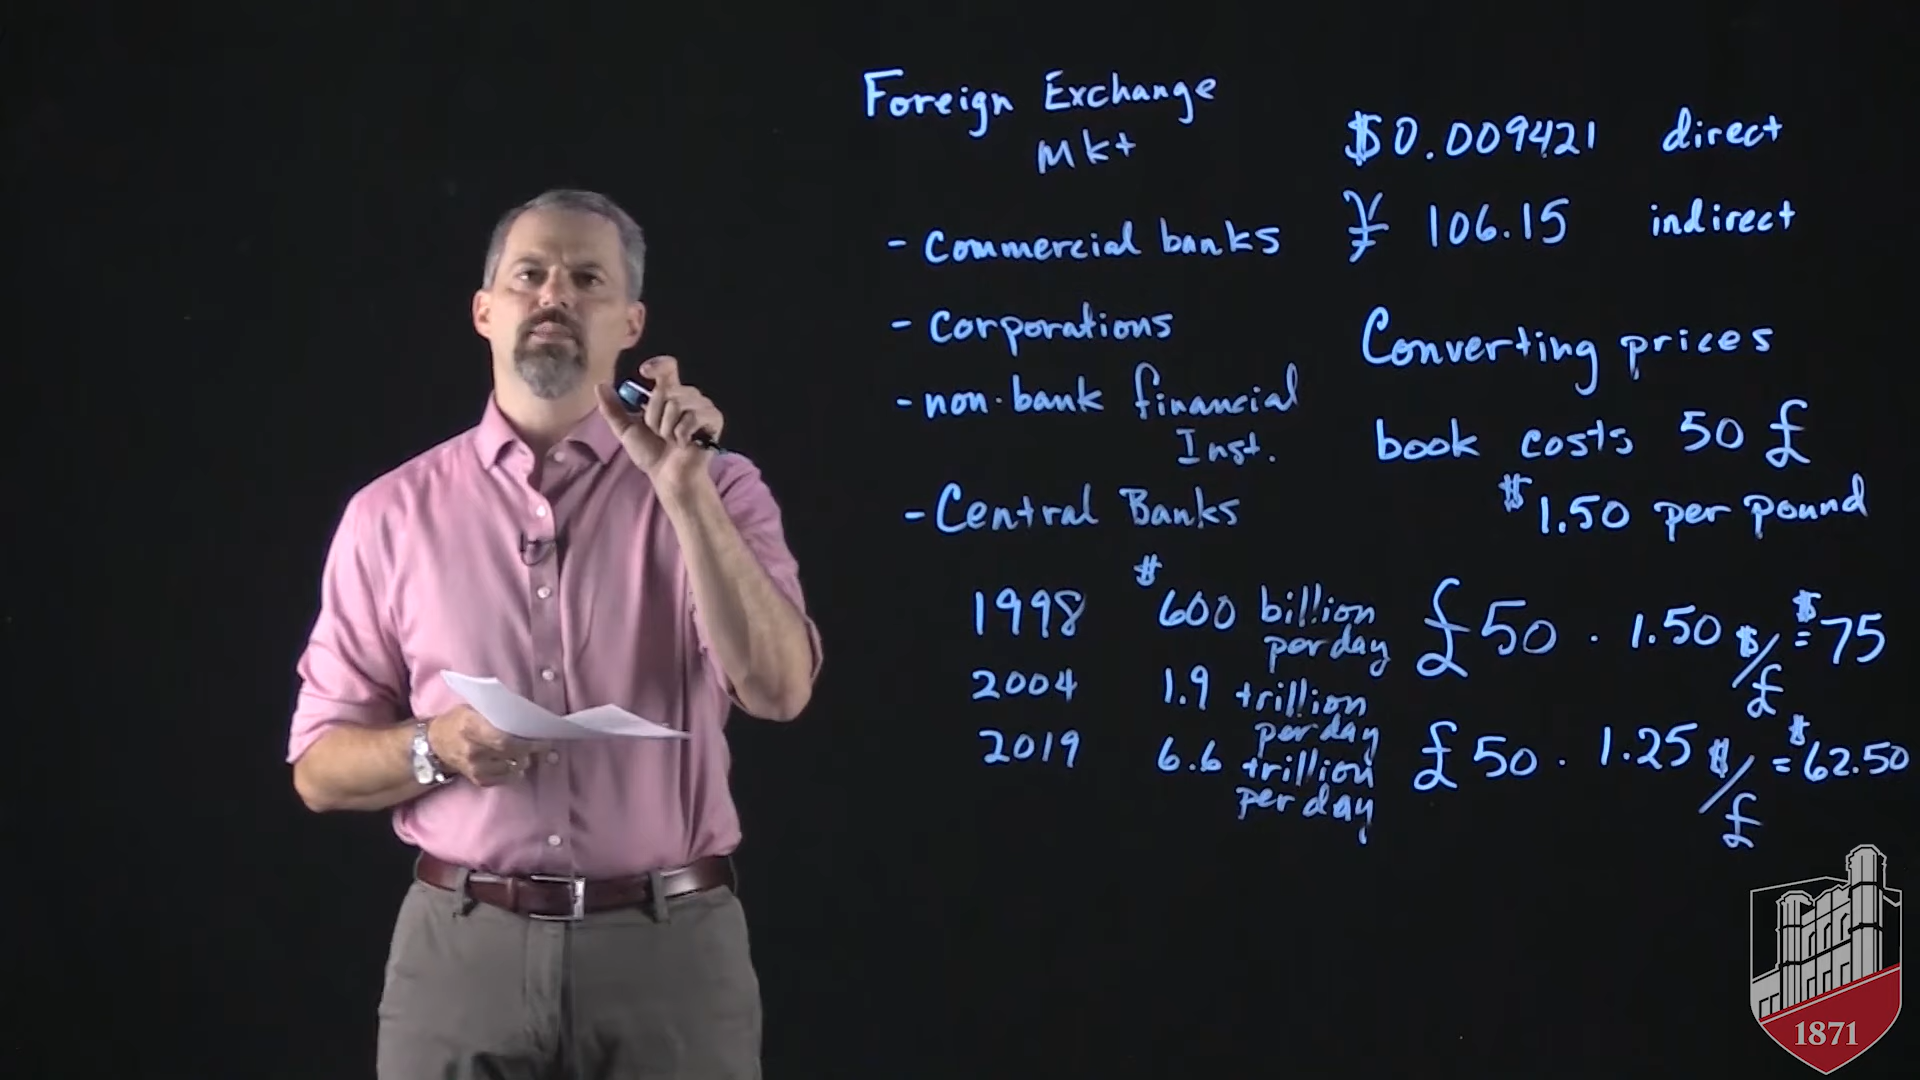 Foreign Exchange
Mkt
- Commercial banks
- Corporations
- non-bank financial
Inst.
- Central Banks
1998 $600 billion
per day
2004 1.9 trillion
per day
2019 6.6 trillion
per day
$0.009421 direct
¥ 106.15 indirect
Converting prices
book costs 50 £
$1.50 per pound
£50 · 1.50 $/£ = $75
£50 · 1.25 $/£ = $62.50
1871